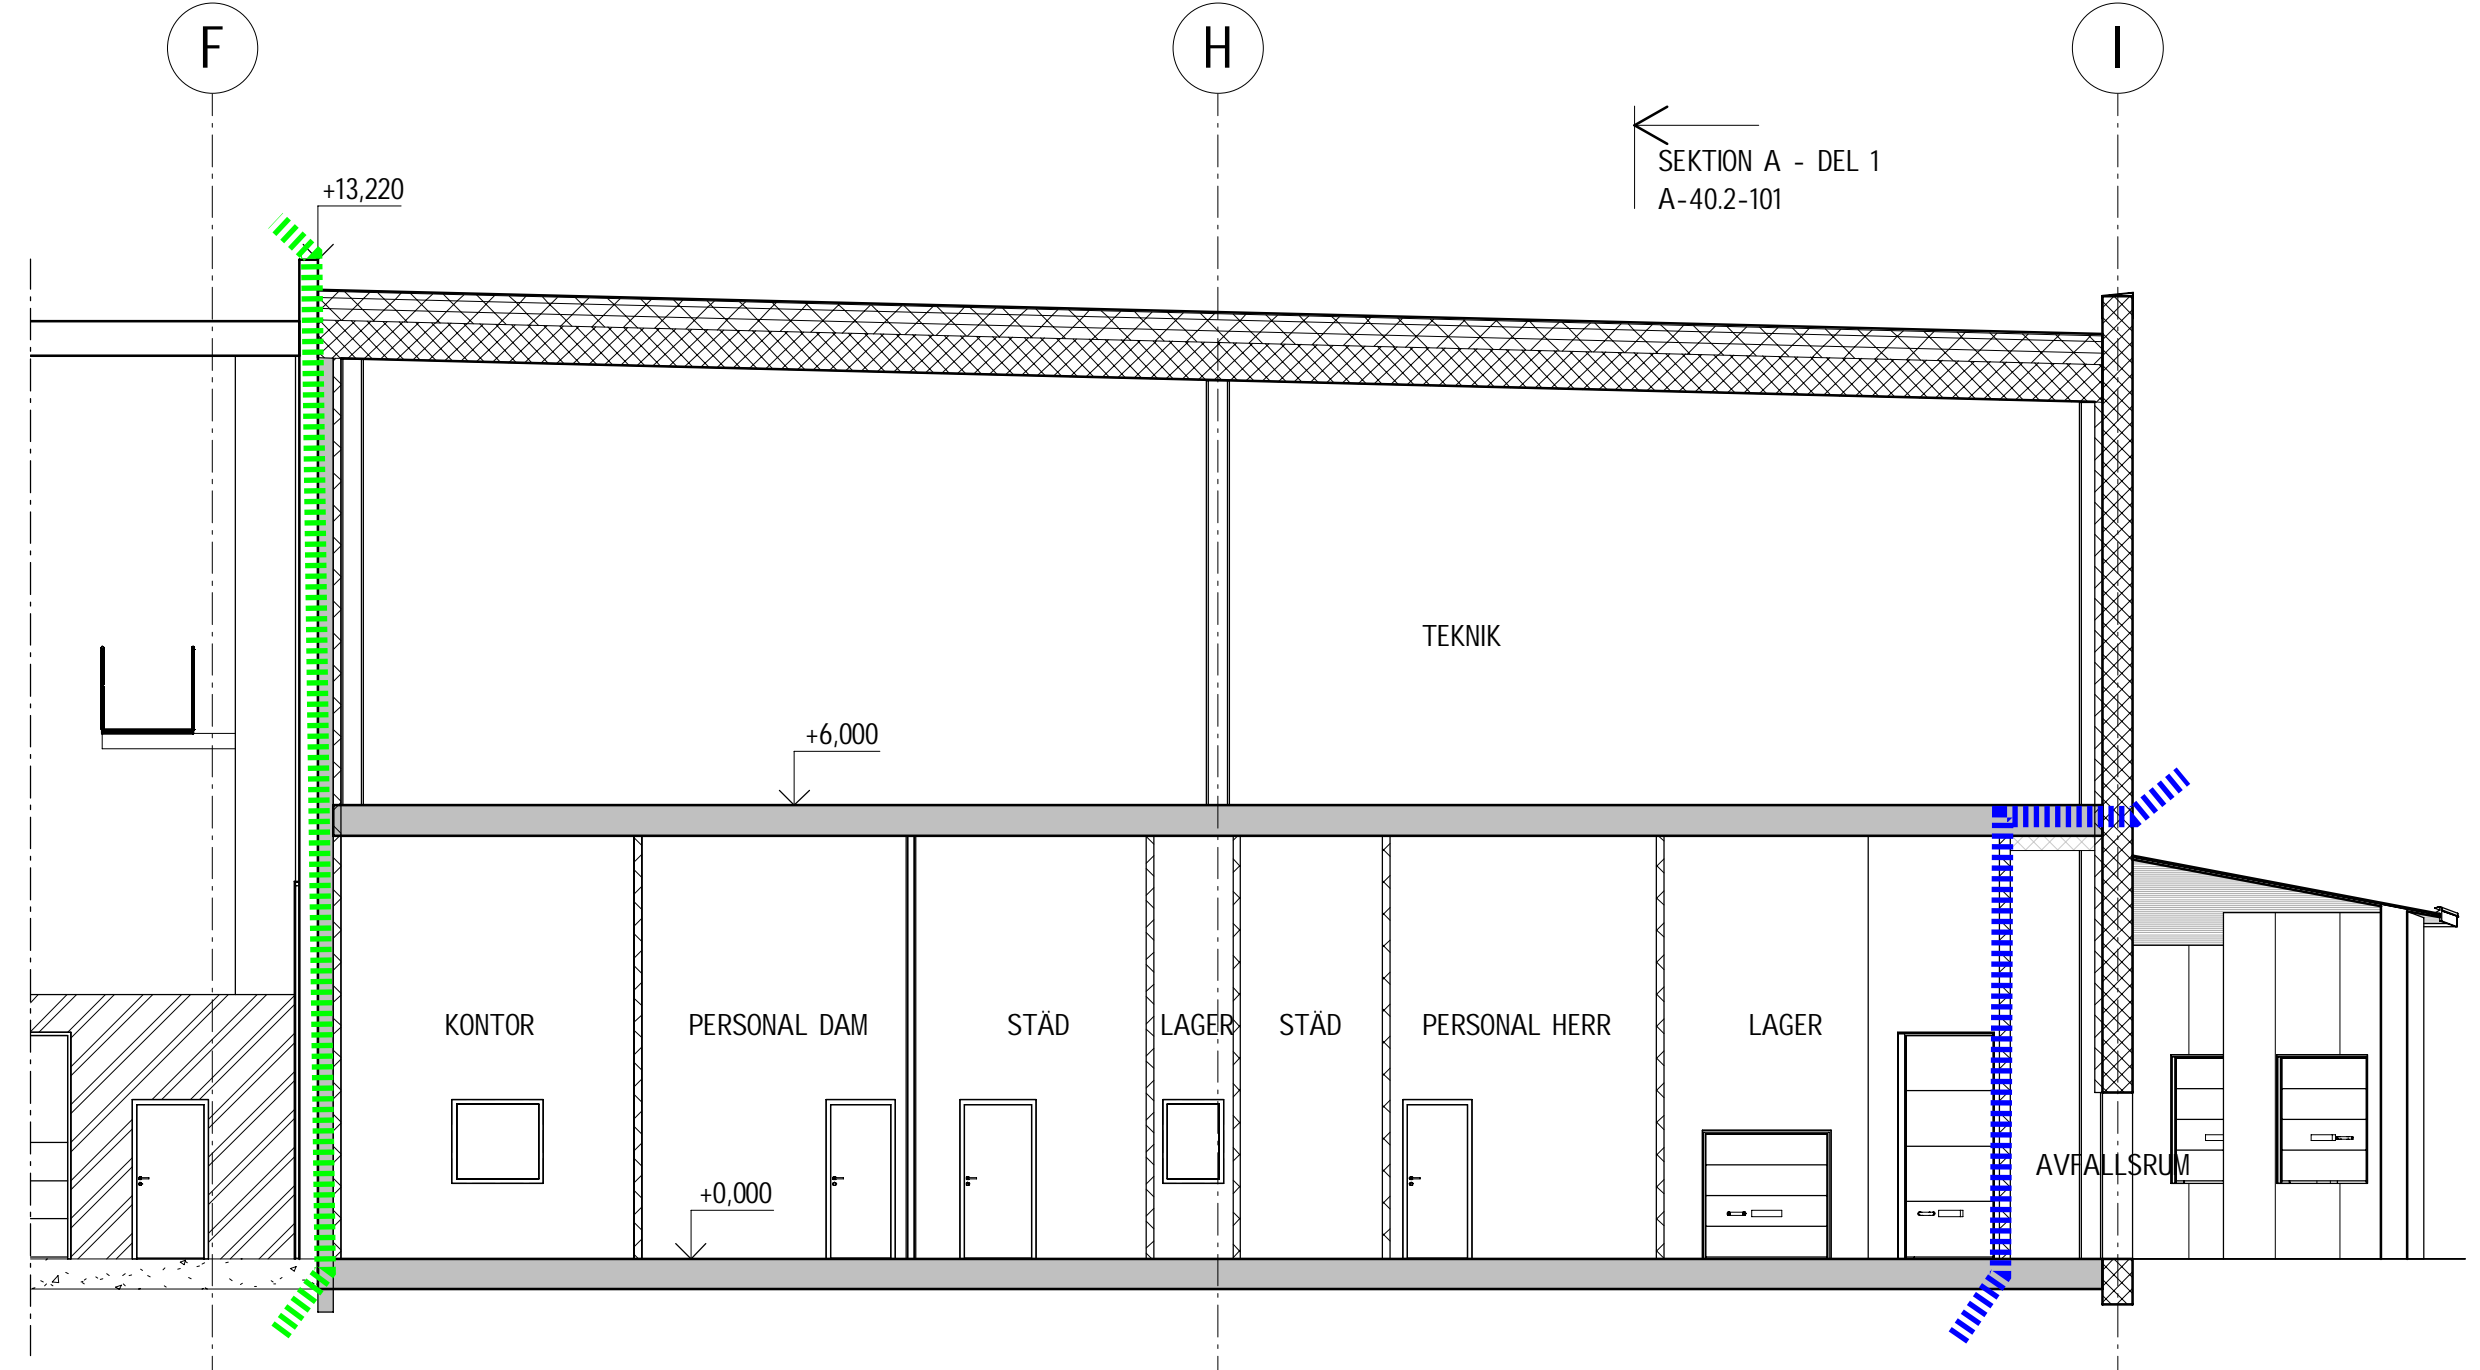 F
H
I
SEKTION A - DEL 1
A-40.2-101
+13,220
TEKNIK
+6,000
KONTOR
PERSONAL DAM
STÄD
LAGER
STÄD
PERSONAL HERR
LAGER
AVFALLSRUM
+0,000